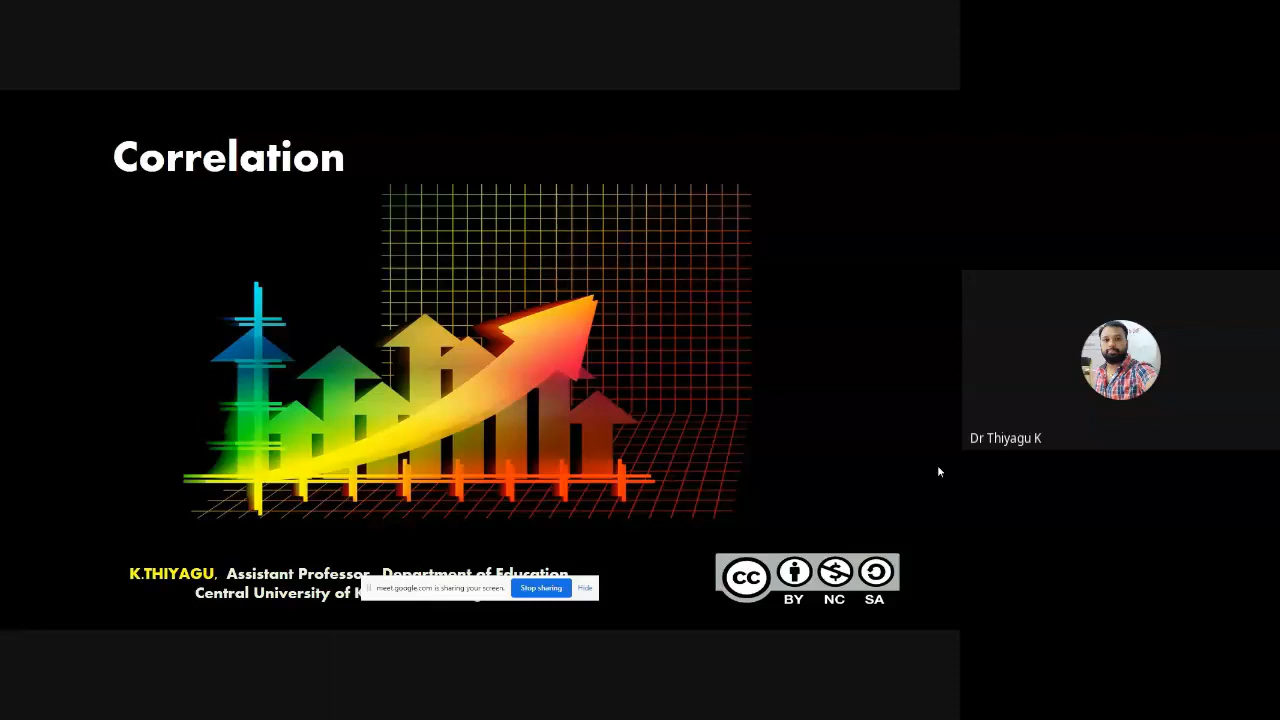 Correlation
Dr Thiyagu K
K.THIYAGU, Assistant Professor, Department of Education
Central University of
meet.google.com is sharing your screen.
Stop sharing
Hide
CC
BY NC SA